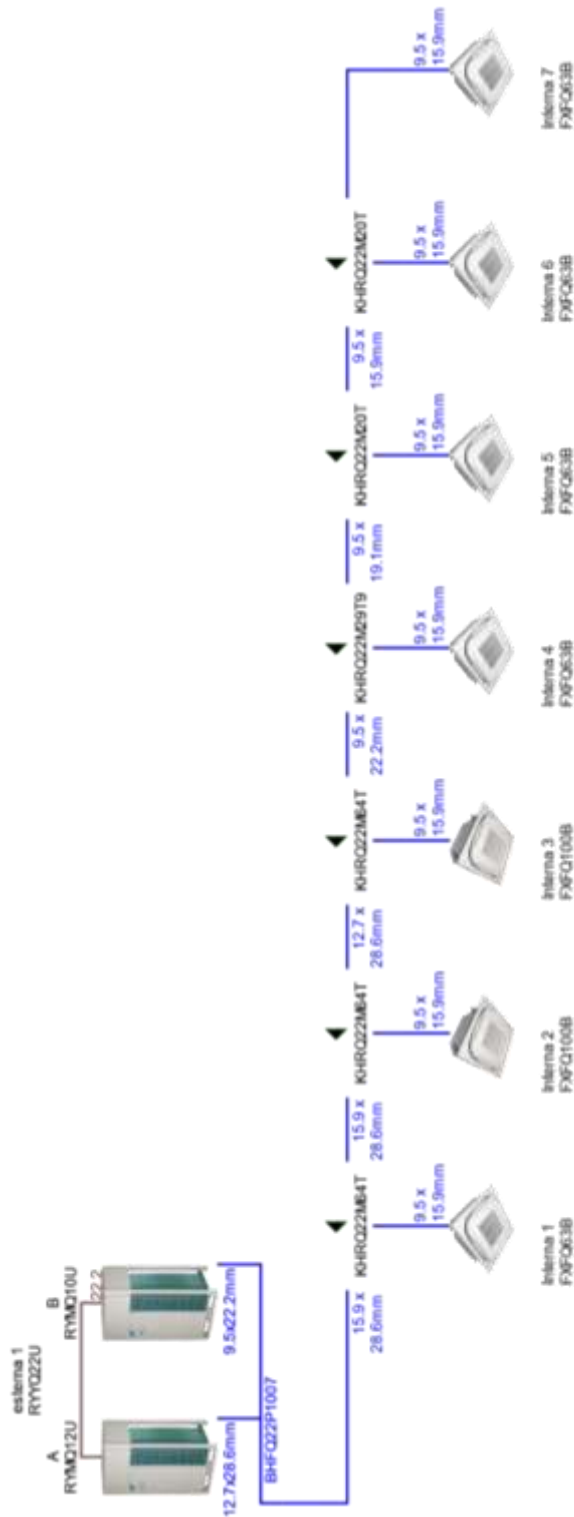 esterna 1
RYYQ22U
A
RYMQ12U
B
RYMQ10U
22.2
12.7x28.6mm
9.5x22.2mm
BHFQ22P1007
15.9 x
28.6mm
KHRQ22M64T
9.5 x
15.9mm
Interna 1
FXFQ63B
15.9 x
28.6mm
KHRQ22M64T
9.5 x
15.9mm
Interna 2
FXFQ100B
12.7 x
28.6mm
KHRQ22M64T
9.5 x
15.9mm
Interna 3
FXFQ100B
9.5 x
22.2mm
KHRQ22M29T9
9.5 x
15.9mm
Interna 4
FXFQ63B
9.5 x
19.1mm
KHRQ22M20T
9.5 x
15.9mm
Interna 5
FXFQ63B
9.5 x
15.9mm
KHRQ22M20T
9.5 x
15.9mm
Interna 6
FXFQ63B
9.5 x
15.9mm
Interna 7
FXFQ63B